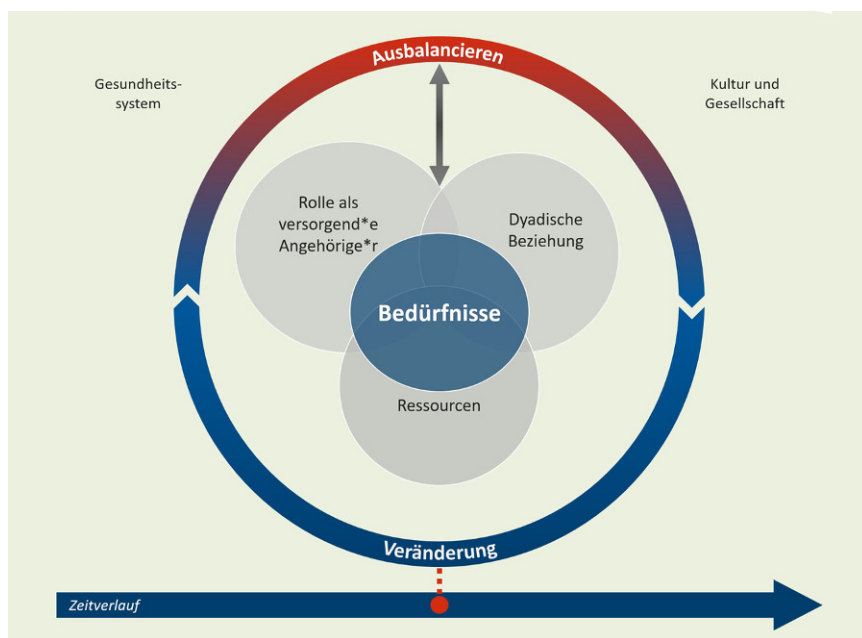 Ausbalancieren
Gesundheits-
system
Kultur und
Gesellschaft
Rolle als
versorgend*e
Angehörige*r
Dyadische
Beziehung
Bedürfnisse
Ressourcen
Veränderung
Zeitverlauf